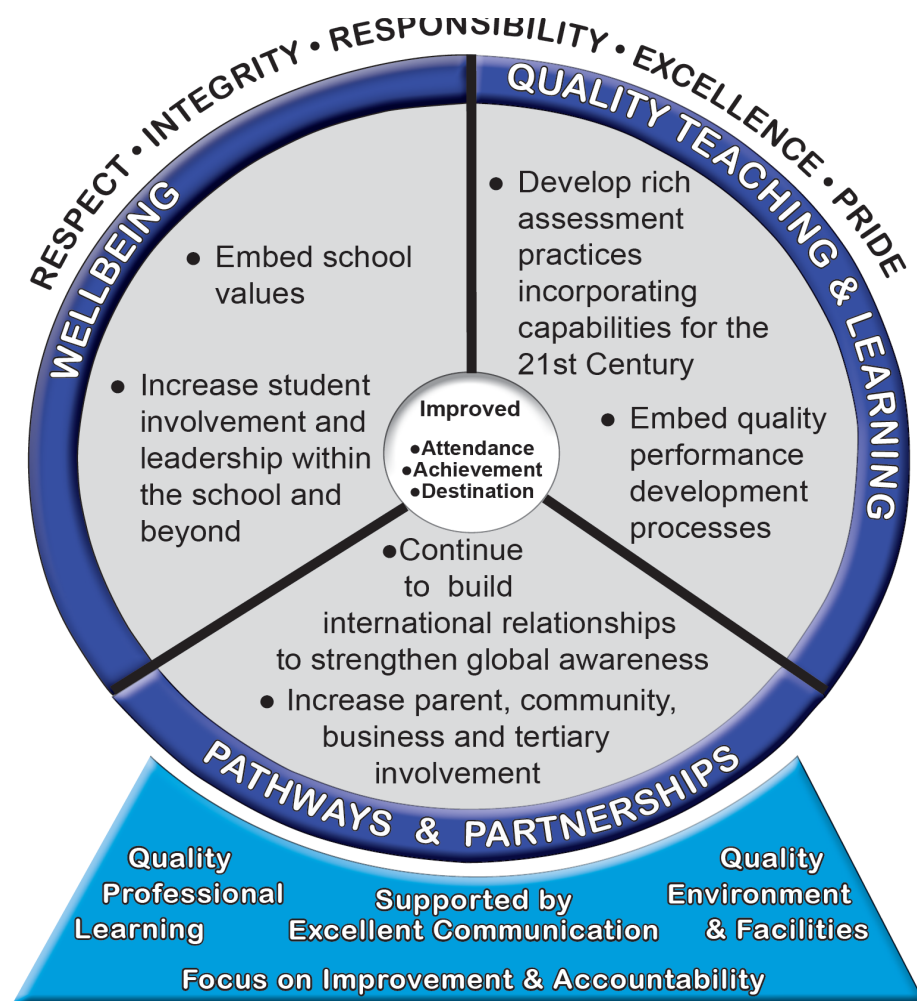 RESPECT • INTEGRITY • RESPONSIBILITY • EXCELLENCE • PRIDE
WELLBEING
• Embed school
values
• Increase student
involvement and
leadership within
the school and
beyond
QUALITY TEACHING & LEARNING
• Develop rich
assessment
practices
incorporating
capabilities for the
21st Century
• Embed quality
performance
development
processes
Improved
•Attendance
•Achievement
•Destination
•Continue
to build
international relationships
to strengthen global awareness
• Increase parent, community,
business and tertiary
involvement
PATHWAYS & PARTNERSHIPS
Quality
Professional
Learning
Supported by
Excellent Communication
Quality
Environment
& Facilities
Focus on Improvement & Accountability